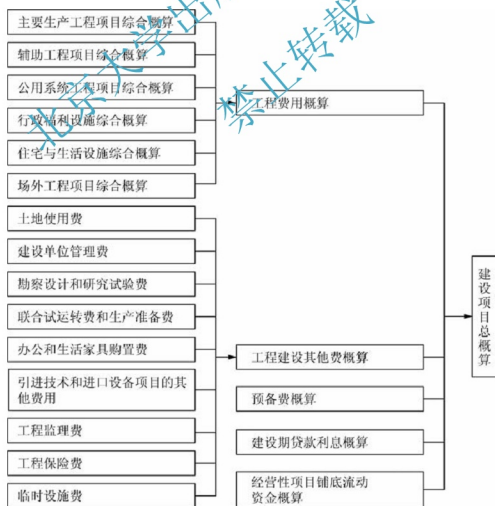 主要生产工程项目综合概算
辅助工程项目综合概算
公用系统工程项目综合概算
行政福利设施综合概算
住宅与生活设施综合概算
场外工程项目综合概算
土地使用费
建设单位管理费
勘察设计和研究试验费
联合试运转费和生产准备费
办公和生活家具购置费
引进技术和进口设备项目的其
他费用
工程监理费
工程保险费
临时设施费
工程费用概算
工程建设其他费概算
预备费概算
建设期贷款利息概算
经营性项目铺底流动
资金概算
建设项目总概算
北京大学出
禁止转载